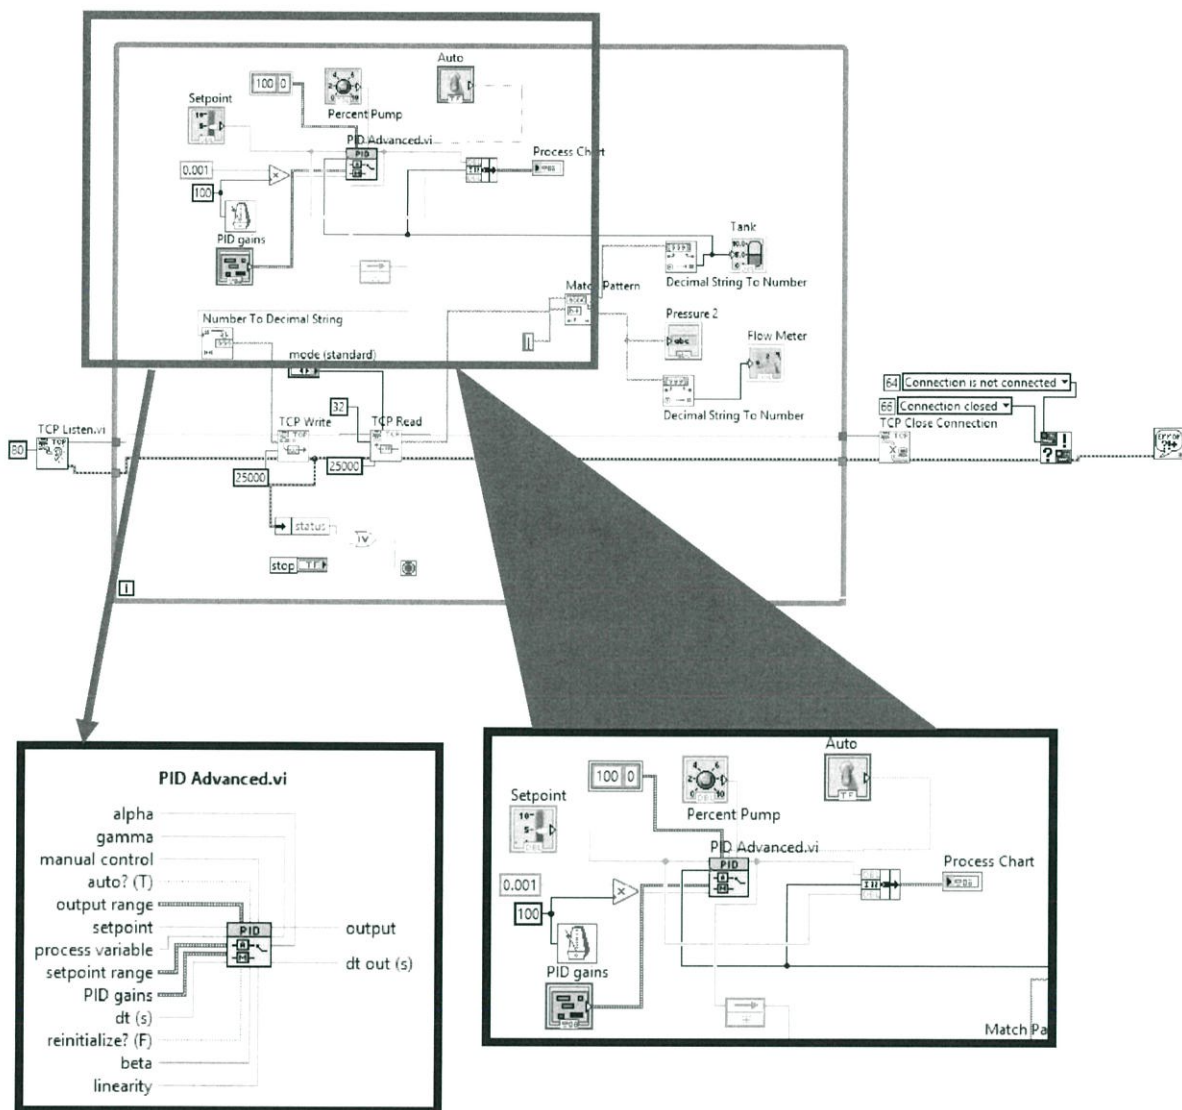 Auto
100 0
Setpoint
Percent Pump
PID Advanced.vi
PID
Process Chart
0.001
100
PID gains
Tank
Decimal String To Number
Match Pattern
Number To Decimal String
Pressure 2
abc
Flow Meter
mode (standard)
Decimal String To Number
64 Connection is not connected
66 Connection closed
TCP Listen.vi
TCP Write
32
TCP Read
TCP Close Connection
80
25000
25000
status
stop TF
i
PID Advanced.vi
alpha
gamma
manual control
auto? (T)
output range
setpoint
process variable
setpoint range
PID gains
dt (s)
reinitialize? (F)
beta
linearity
PID
output
dt out (s)
Auto
100 0
Setpoint
Percent Pump
PID Advanced.vi
PID
Process Chart
0.001
100
PID gains
Match Pa